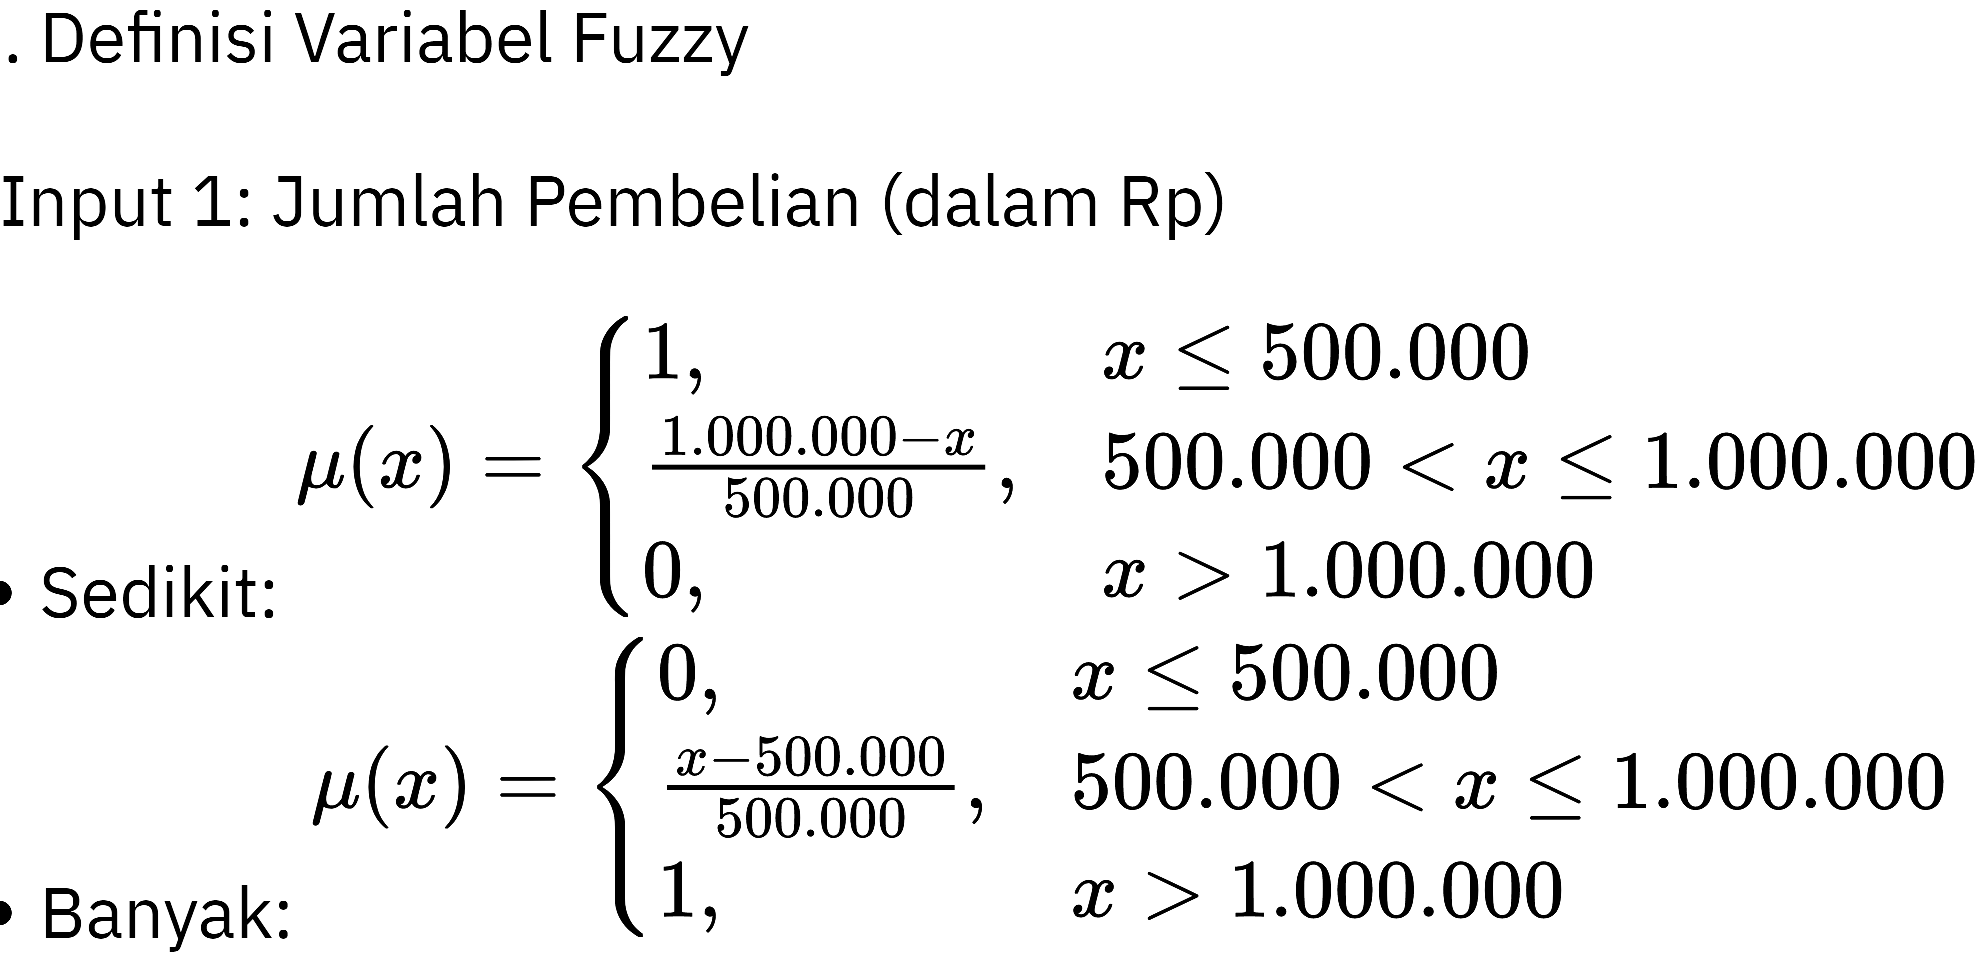 . Definisi Variabel Fuzzy
Input 1: Jumlah Pembelian (dalam Rp)
• Sedikit: μ(x) = { 1, x ≤ 500.000
(1.000.000−x)/500.000, 500.000 < x ≤ 1.000.000
0, x > 1.000.000
• Banyak: μ(x) = { 0, x ≤ 500.000
(x−500.000)/500.000, 500.000 < x ≤ 1.000.000
1, x > 1.000.000